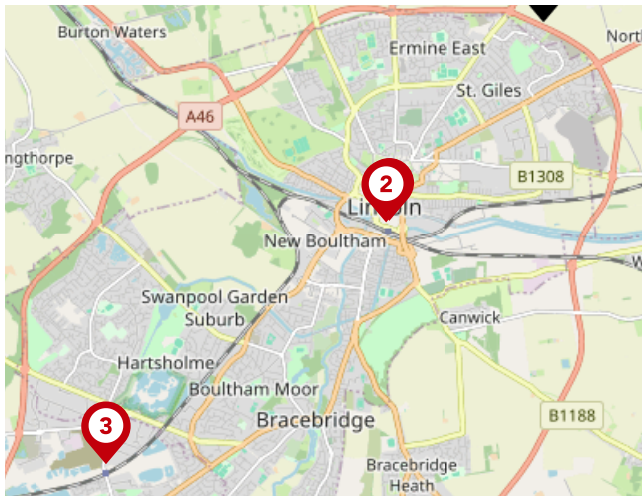 Burton Waters
Ermine East
North
St. Giles
A46
ngthorpe
B1308
2
Lincoln
New Boultham
W
Swanpool Garden
Suburb
Canwick
Hartsholme
Boultham Moor
B1188
Bracebridge
3
Bracebridge
Heath